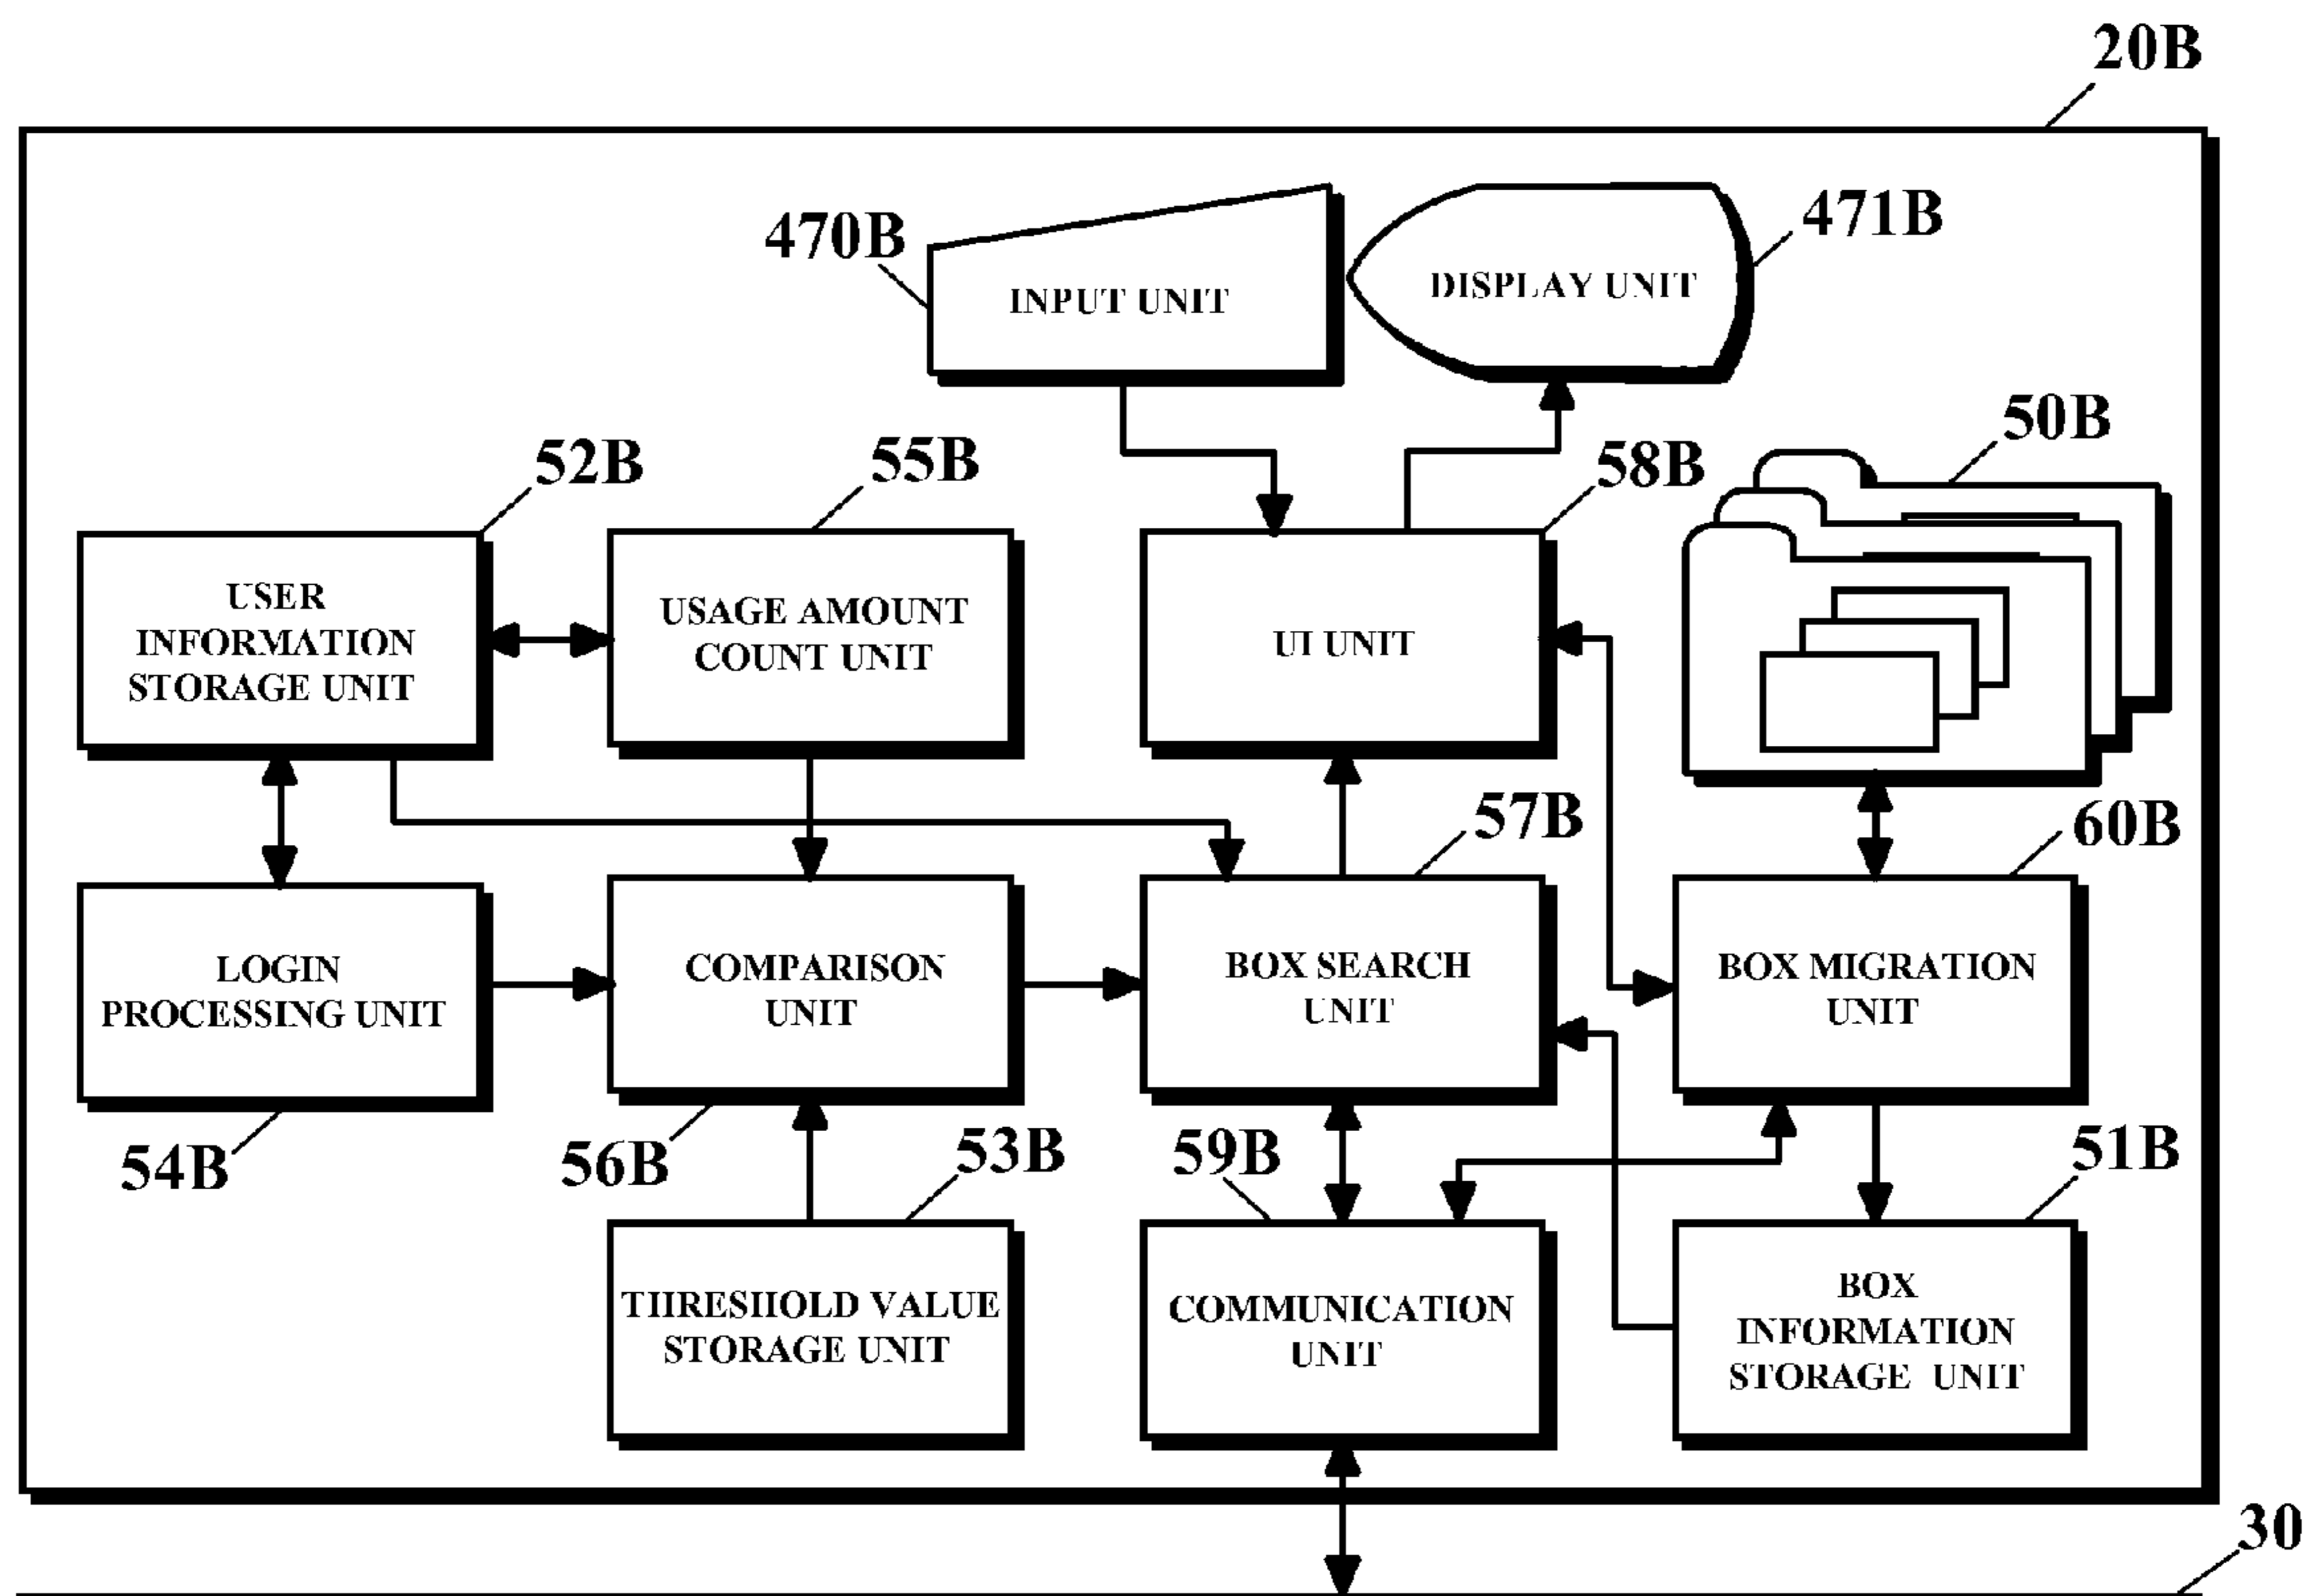 20B
470B
INPUT UNIT
DISPLAY UNIT
471B
52B
55B
58B
50B
USER
INFORMATION
STORAGE UNIT
USAGE AMOUNT
COUNT UNIT
UI UNIT
57B
60B
LOGIN
PROCESSING UNIT
COMPARISON
UNIT
BOX SEARCH
UNIT
BOX MIGRATION
UNIT
54B
56B
53B
59B
51B
THRESHOLD VALUE
STORAGE UNIT
COMMUNICATION
UNIT
BOX
INFORMATION
STORAGE UNIT
30